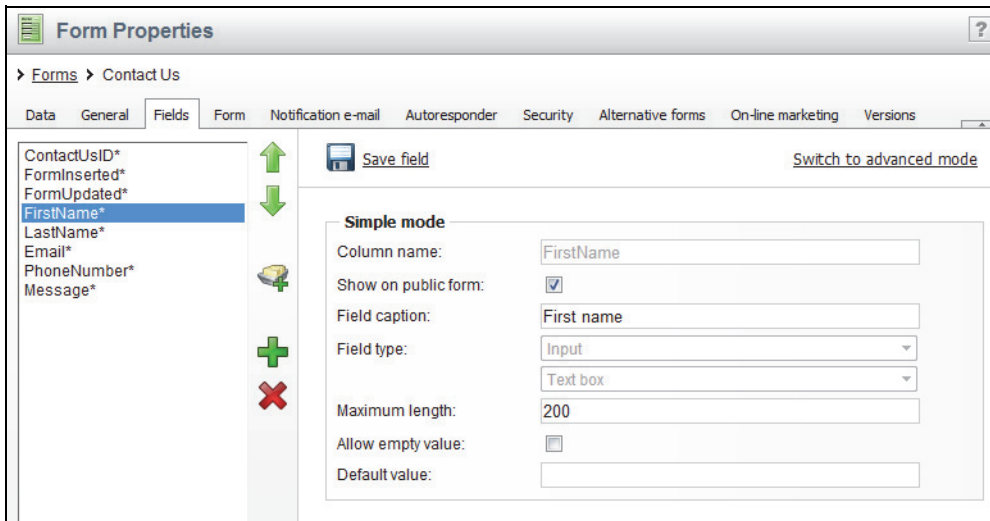 Form Properties
?
Forms > Contact Us
Data General Fields Form Notification e-mail Autoresponder Security Alternative forms On-line marketing Versions
ContactUsID*
FormInserted*
FormUpdated*
FirstName*
LastName*
Email*
PhoneNumber*
Message*
Save field
Switch to advanced mode
Simple mode
Column name: FirstName
Show on public form:
Field caption: First name
Field type: Input
Text box
Maximum length: 200
Allow empty value:
Default value: